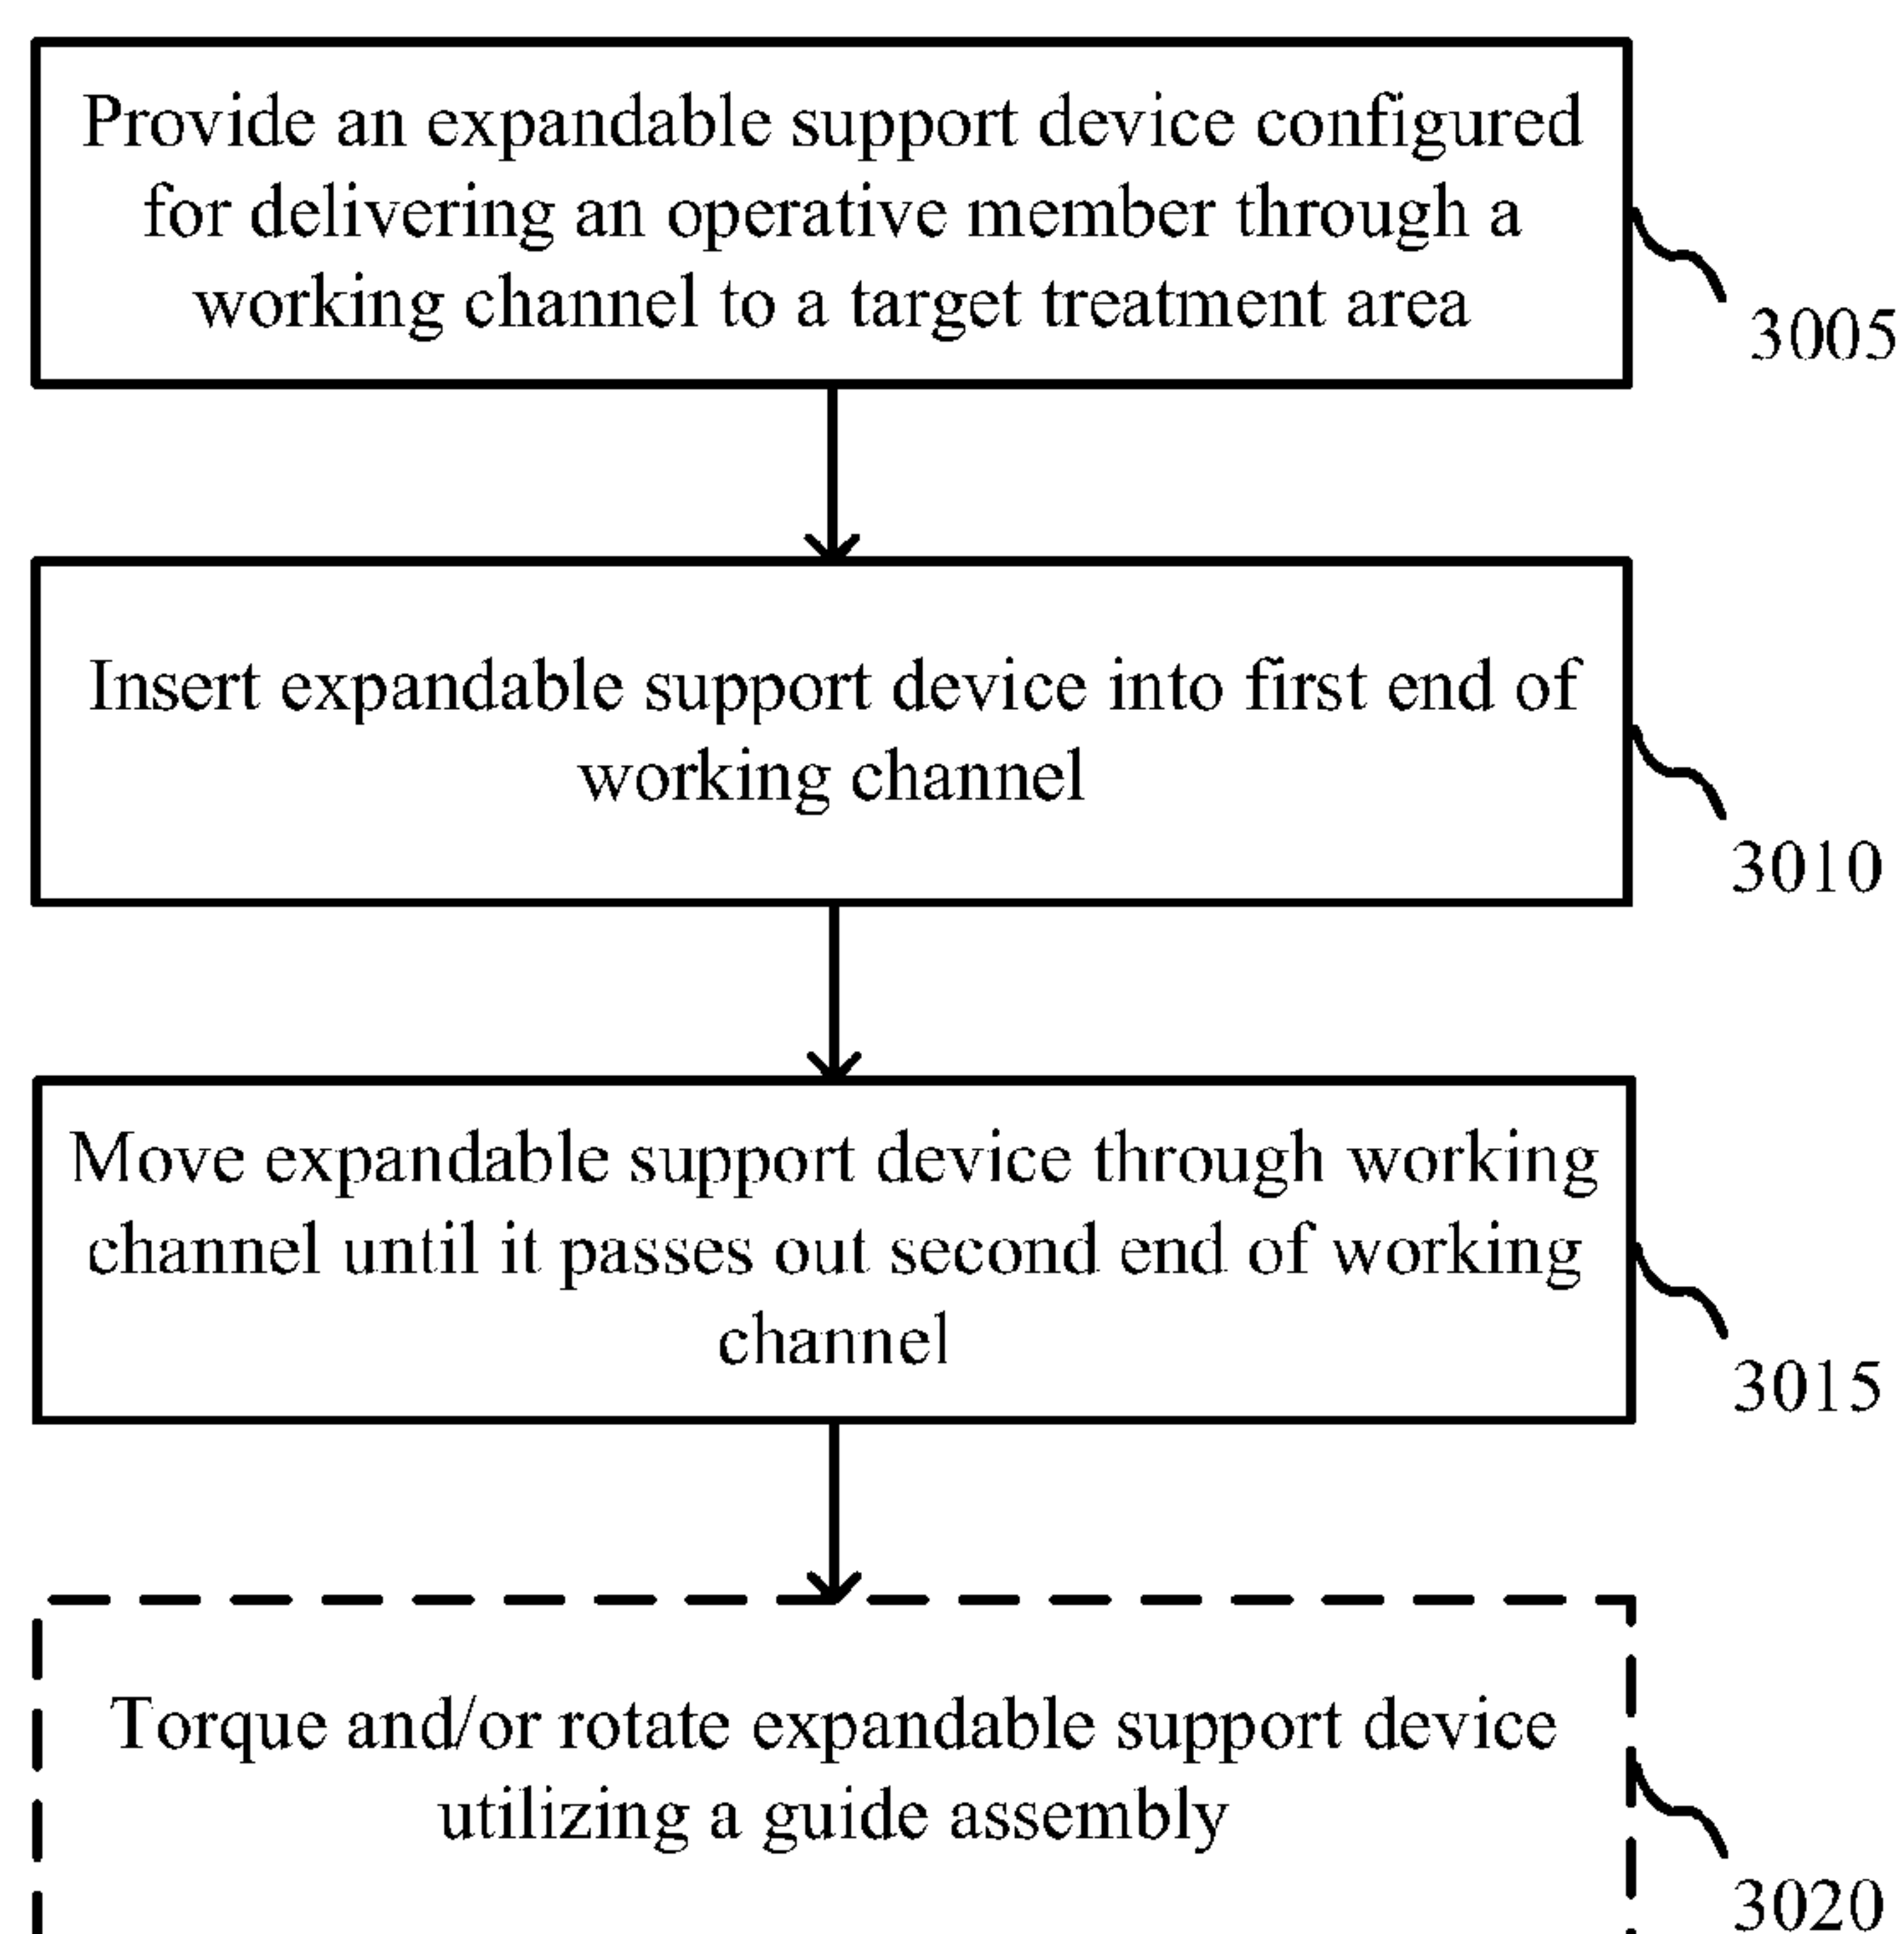 Provide an expandable support device configured
for delivering an operative member through a
working channel to a target treatment area
3005
Insert expandable support device into first end of
working channel
3010
Move expandable support device through working
channel until it passes out second end of working
channel
3015
Torque and/or rotate expandable support device
utilizing a guide assembly
3020